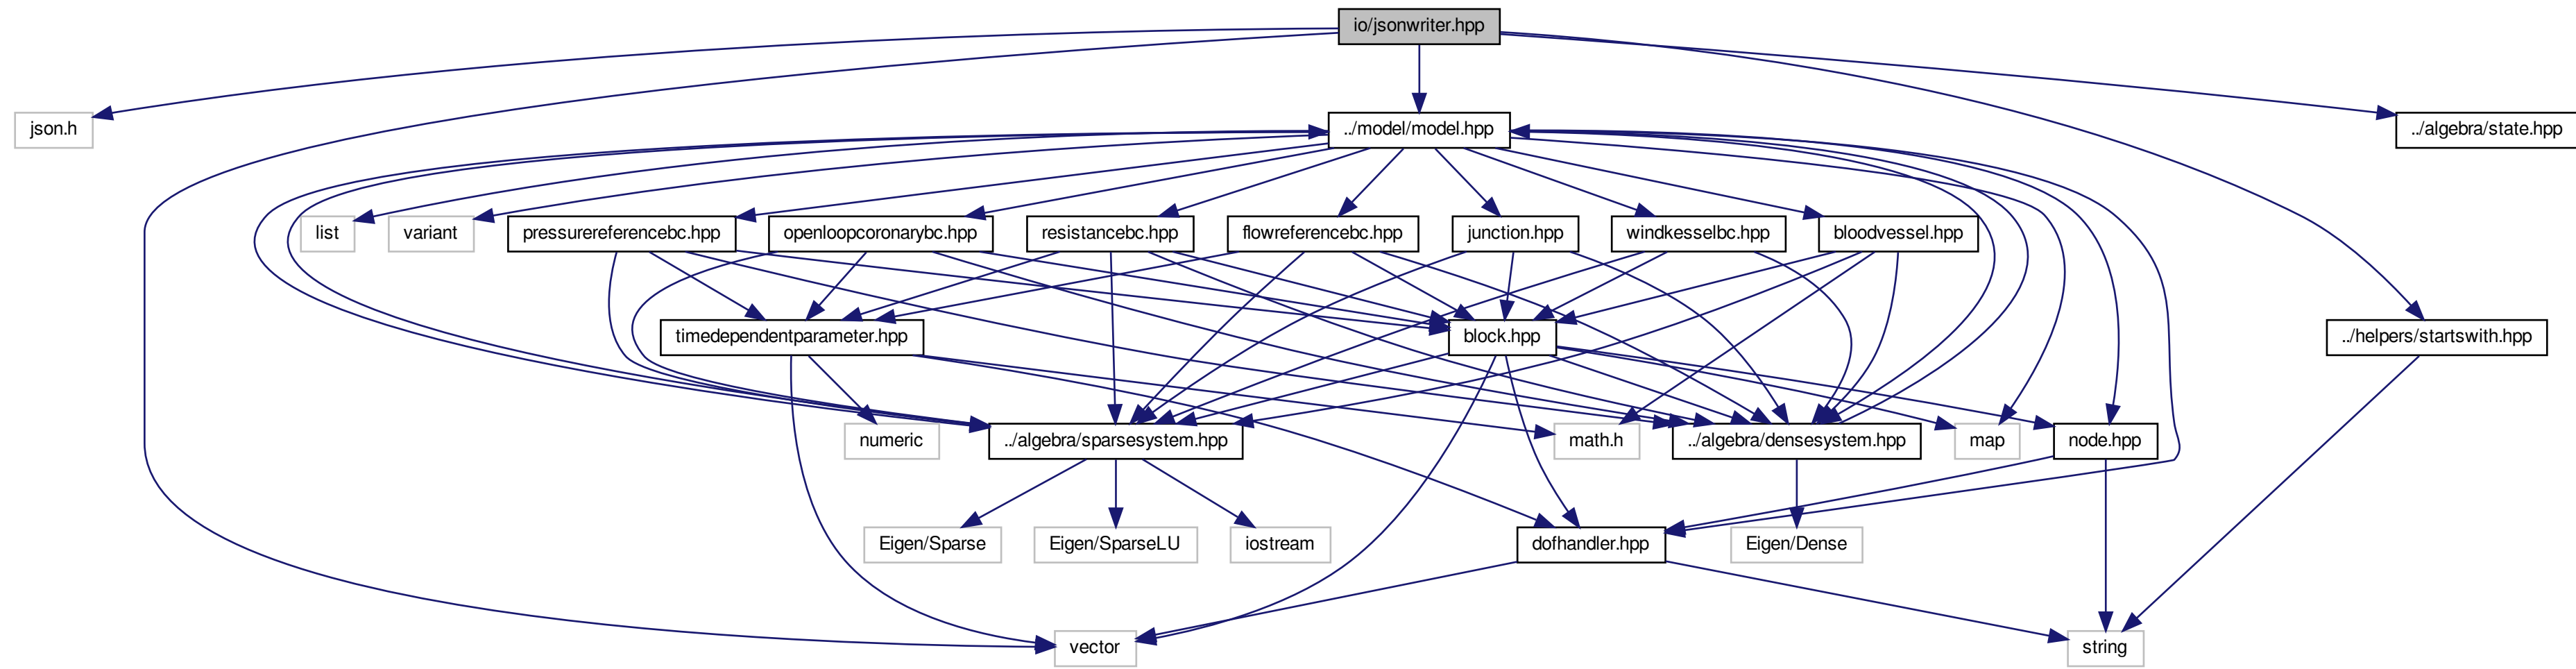 io/jsonwriter.hpp
json.h
../model/model.hpp
../algebra/state.hpp
list
variant
pressurereferencebc.hpp
openloopcoronarybc.hpp
resistancebc.hpp
flowreferencebc.hpp
junction.hpp
windkesselbc.hpp
bloodvessel.hpp
timedependentparameter.hpp
block.hpp
../helpers/startswith.hpp
numeric
../algebra/sparsesystem.hpp
math.h
../algebra/densesystem.hpp
map
node.hpp
Eigen/Sparse
Eigen/SparseLU
iostream
dofhandler.hpp
Eigen/Dense
vector
string